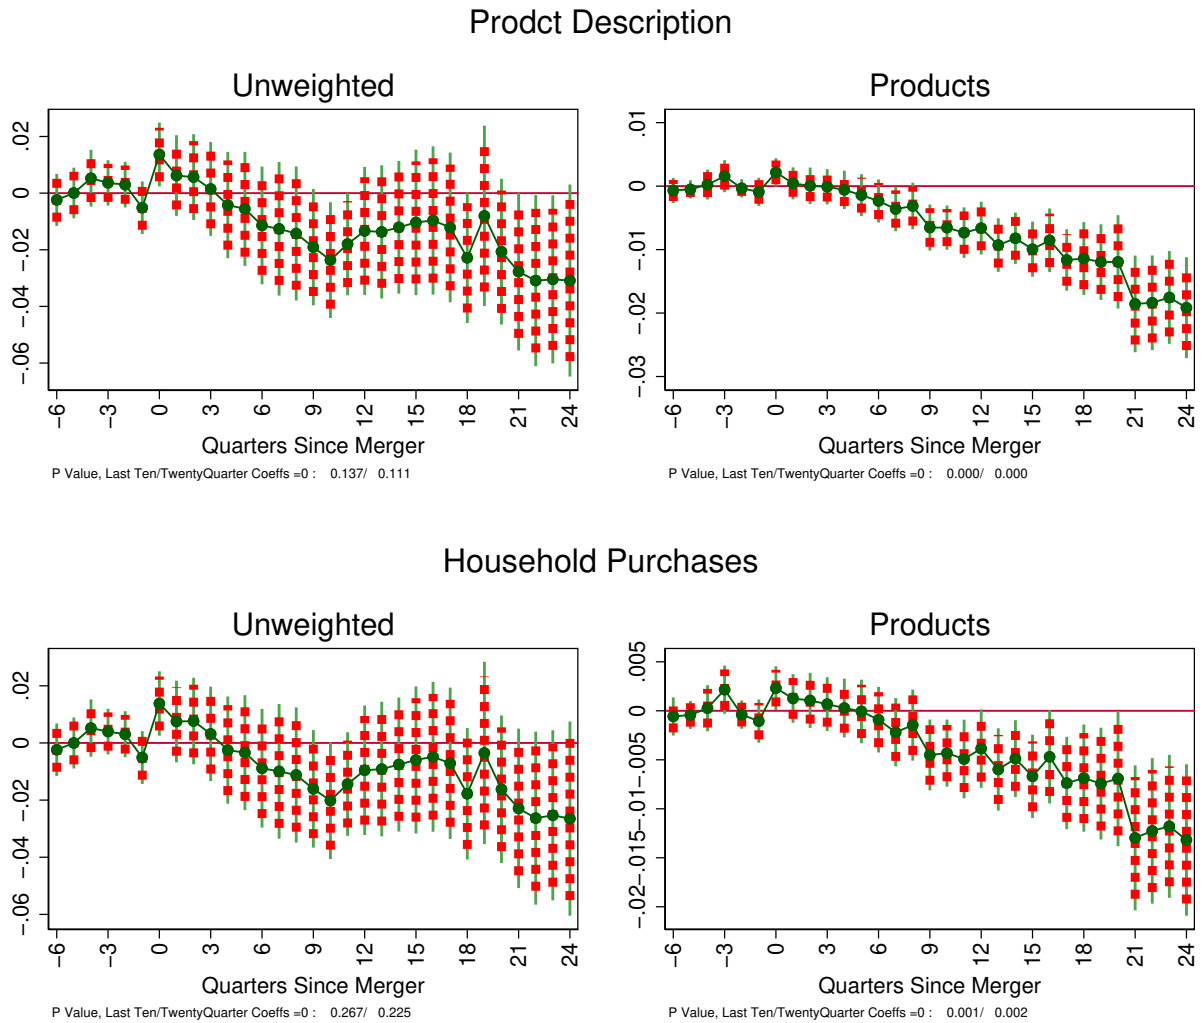 Prodct Description
Unweighted
.02
0
−.02
−.04
−.06
−6 −3 0 3 6 9 12 15 18 21 24
Quarters Since Merger
P Value, Last Ten/TwentyQuarter Coeffs =0 : 0.137/ 0.111
Products
.01
0
−.01
−.02
−.03
−6 −3 0 3 6 9 12 15 18 21 24
Quarters Since Merger
P Value, Last Ten/TwentyQuarter Coeffs =0 : 0.000/ 0.000
Household Purchases
Unweighted
.02
0
−.02
−.04
−.06
−6 −3 0 3 6 9 12 15 18 21 24
Quarters Since Merger
P Value, Last Ten/TwentyQuarter Coeffs =0 : 0.267/ 0.225
Products
.005
0
−.005
−.01
−.015
−.02
−6 −3 0 3 6 9 12 15 18 21 24
Quarters Since Merger
P Value, Last Ten/TwentyQuarter Coeffs =0 : 0.001/ 0.002